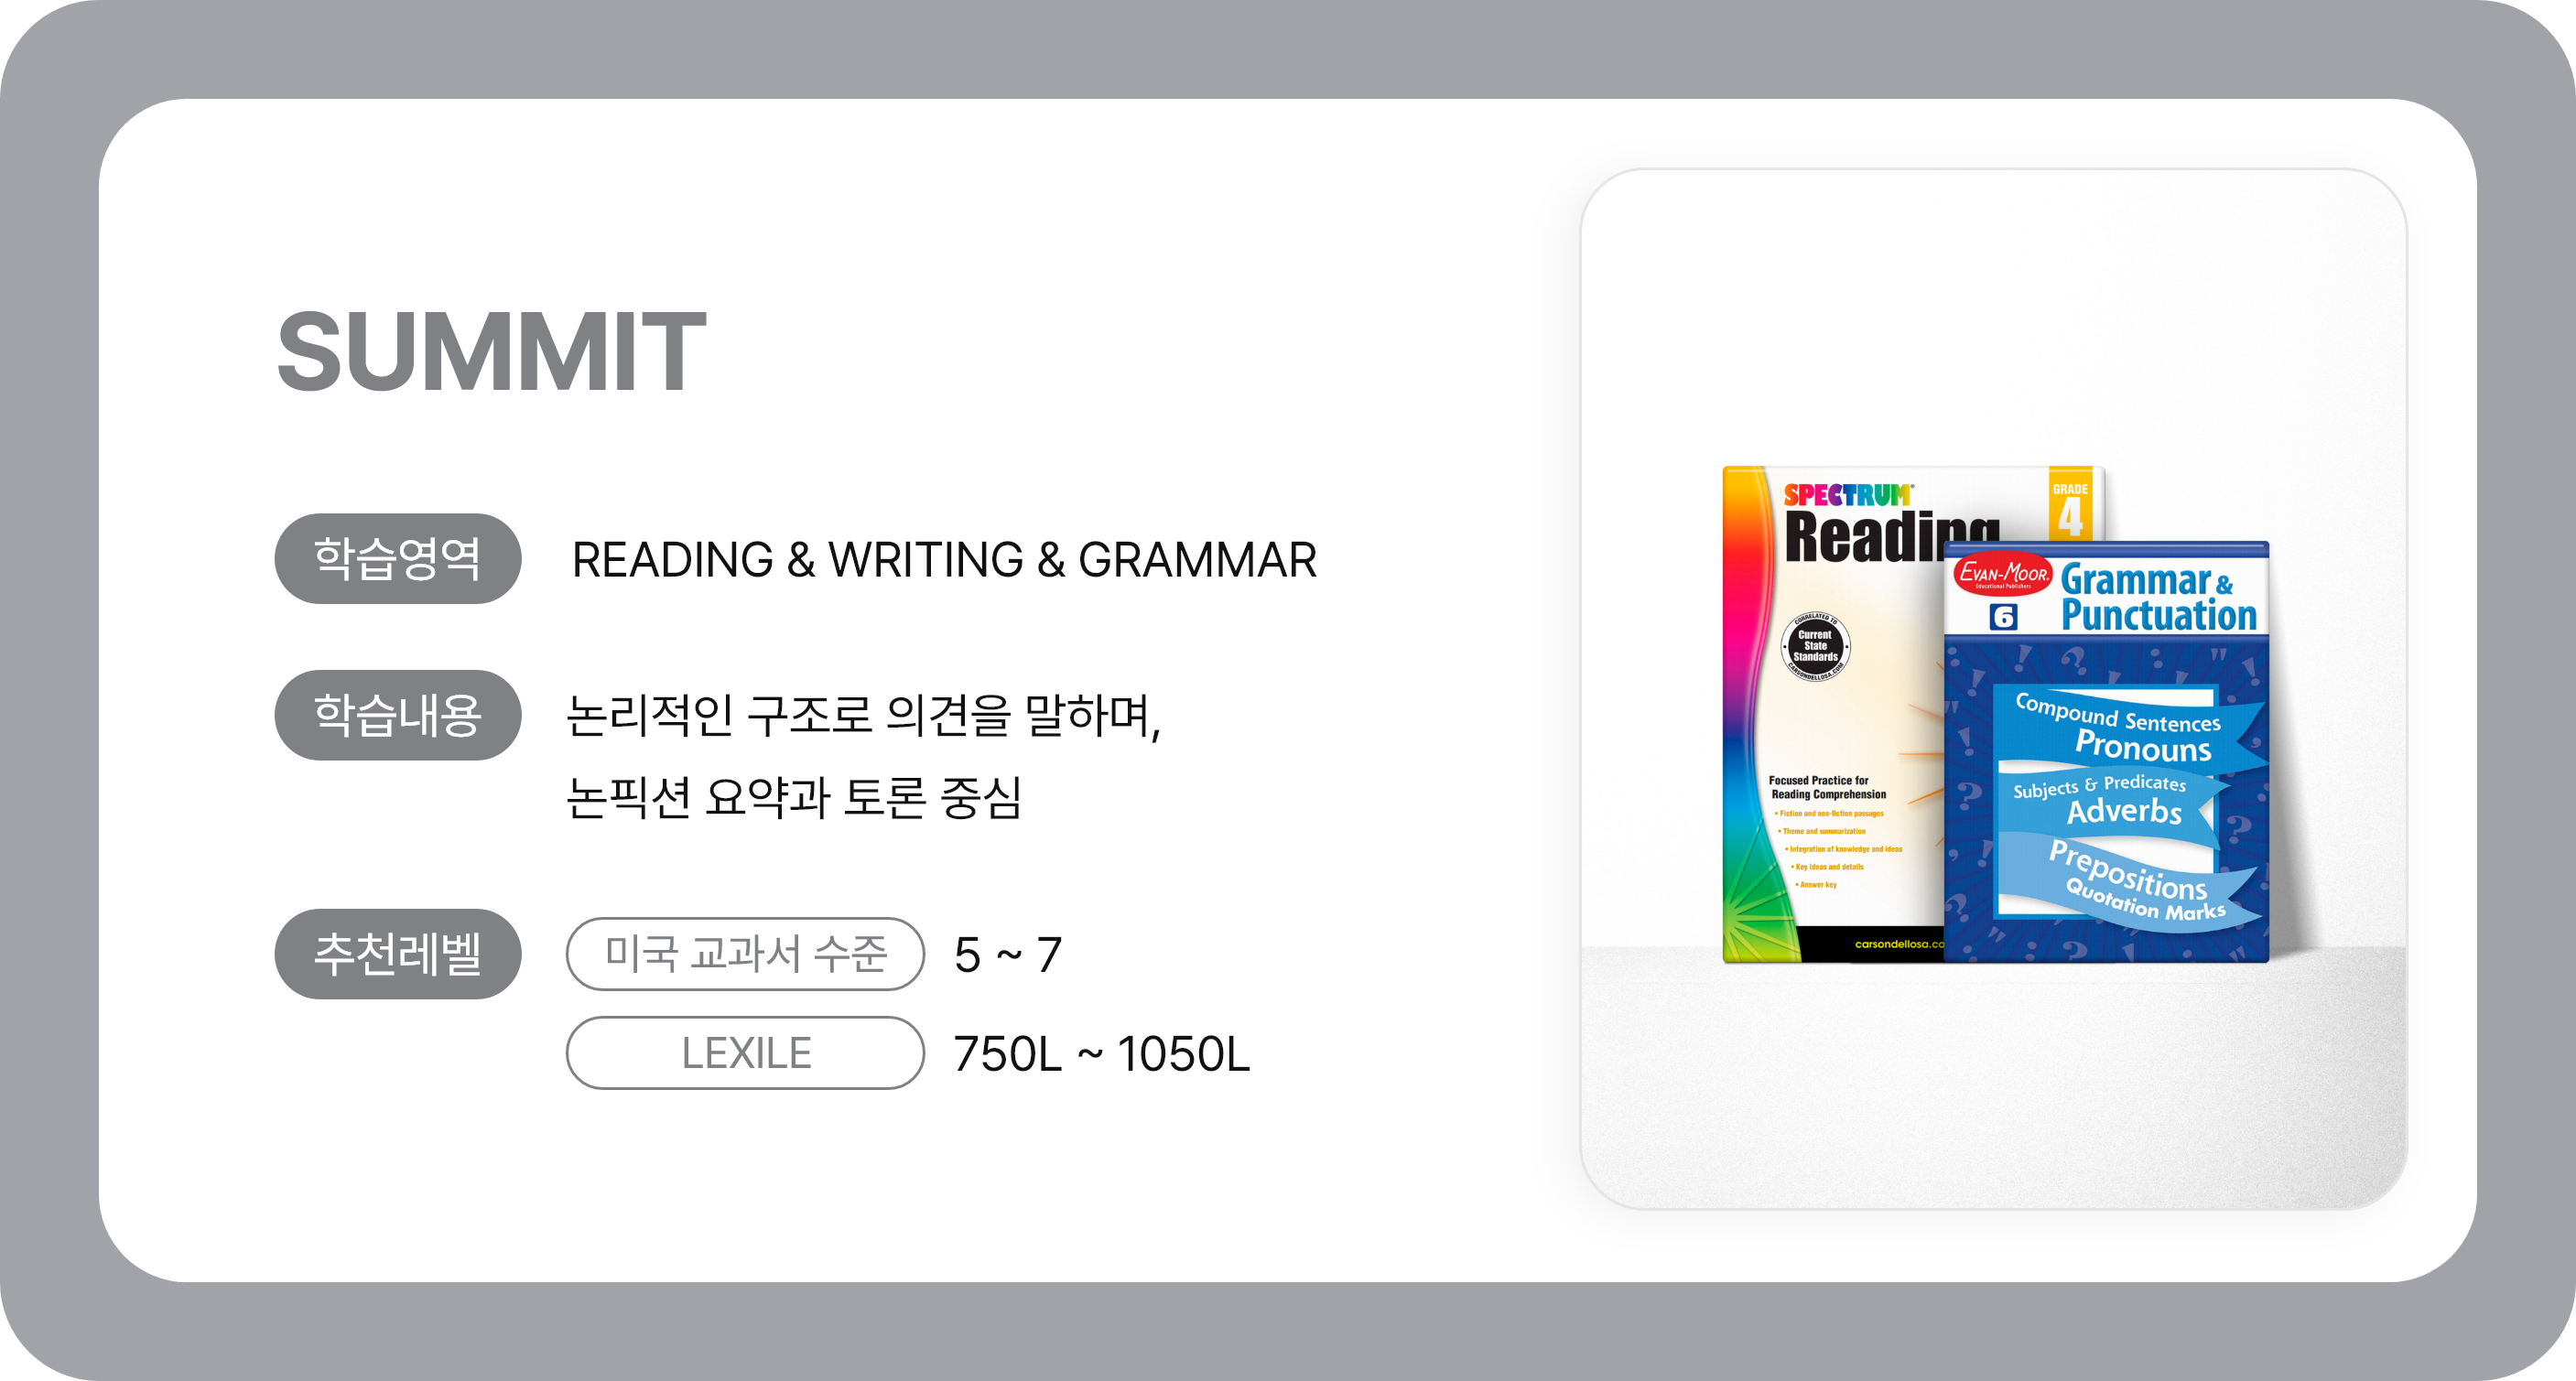 SUMMIT
학습영역
READING & WRITING & GRAMMAR
학습내용
논리적인 구조로 의견을 말하며,
논픽션 요약과 토론 중심
추천레벨
미국 교과서 수준
5 ~ 7
LEXILE
750L ~ 1050L
SPECTRUM
Reading
GRADE
4
CORRELATED TO
Current
State
Standards
CARSONDELLOSA.COM
Focused Practice for
Reading Comprehension
• Fiction and non-fiction passages
• Theme and summarization
• Integration of knowledge and ideas
• Key ideas and details
• Answer key
carsondellosa.co
EVAN-MOOR
Educational Publishers
6
Grammar &
Punctuation
Compound Sentences
Pronouns
Subjects & Predicates
Adverbs
Prepositions
Quotation Marks